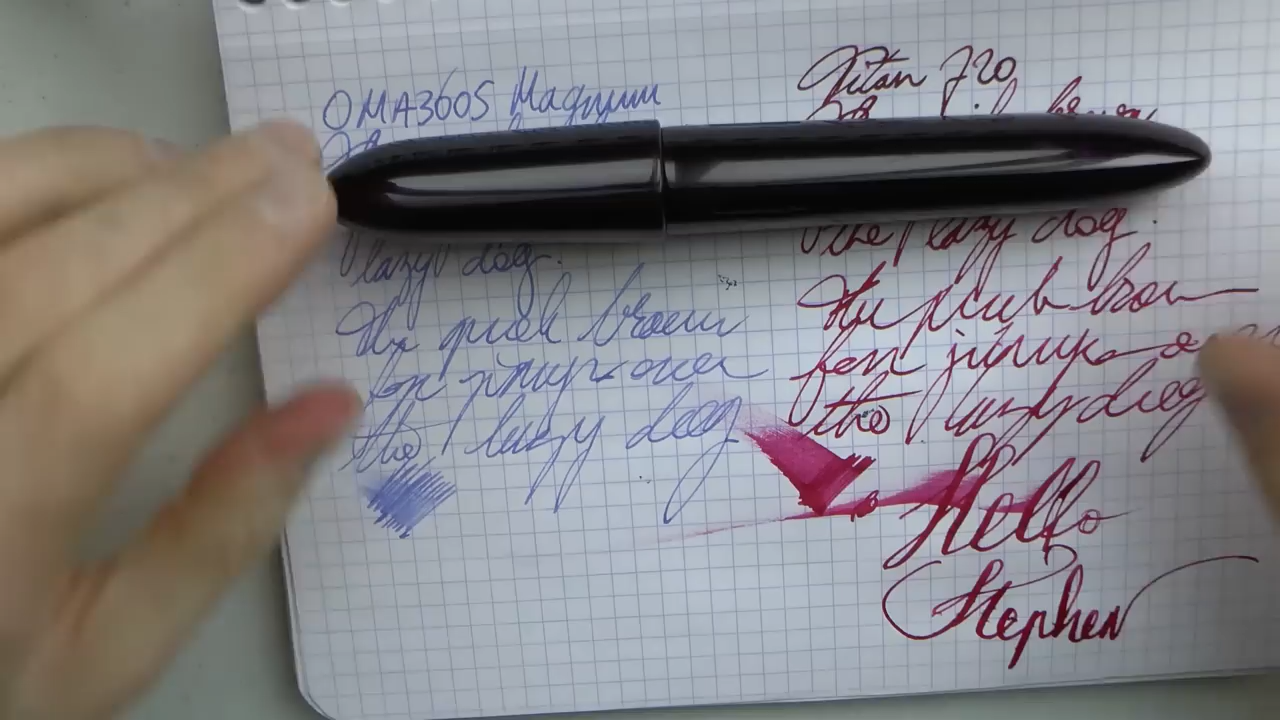 OMA360S Magnum
lazy dog.
The quick brown
fox jumps over
the lazy dog
Titan 720
the lazy dog.
The quick brown
fox jumps
the lazy dog
Hello
Stephen